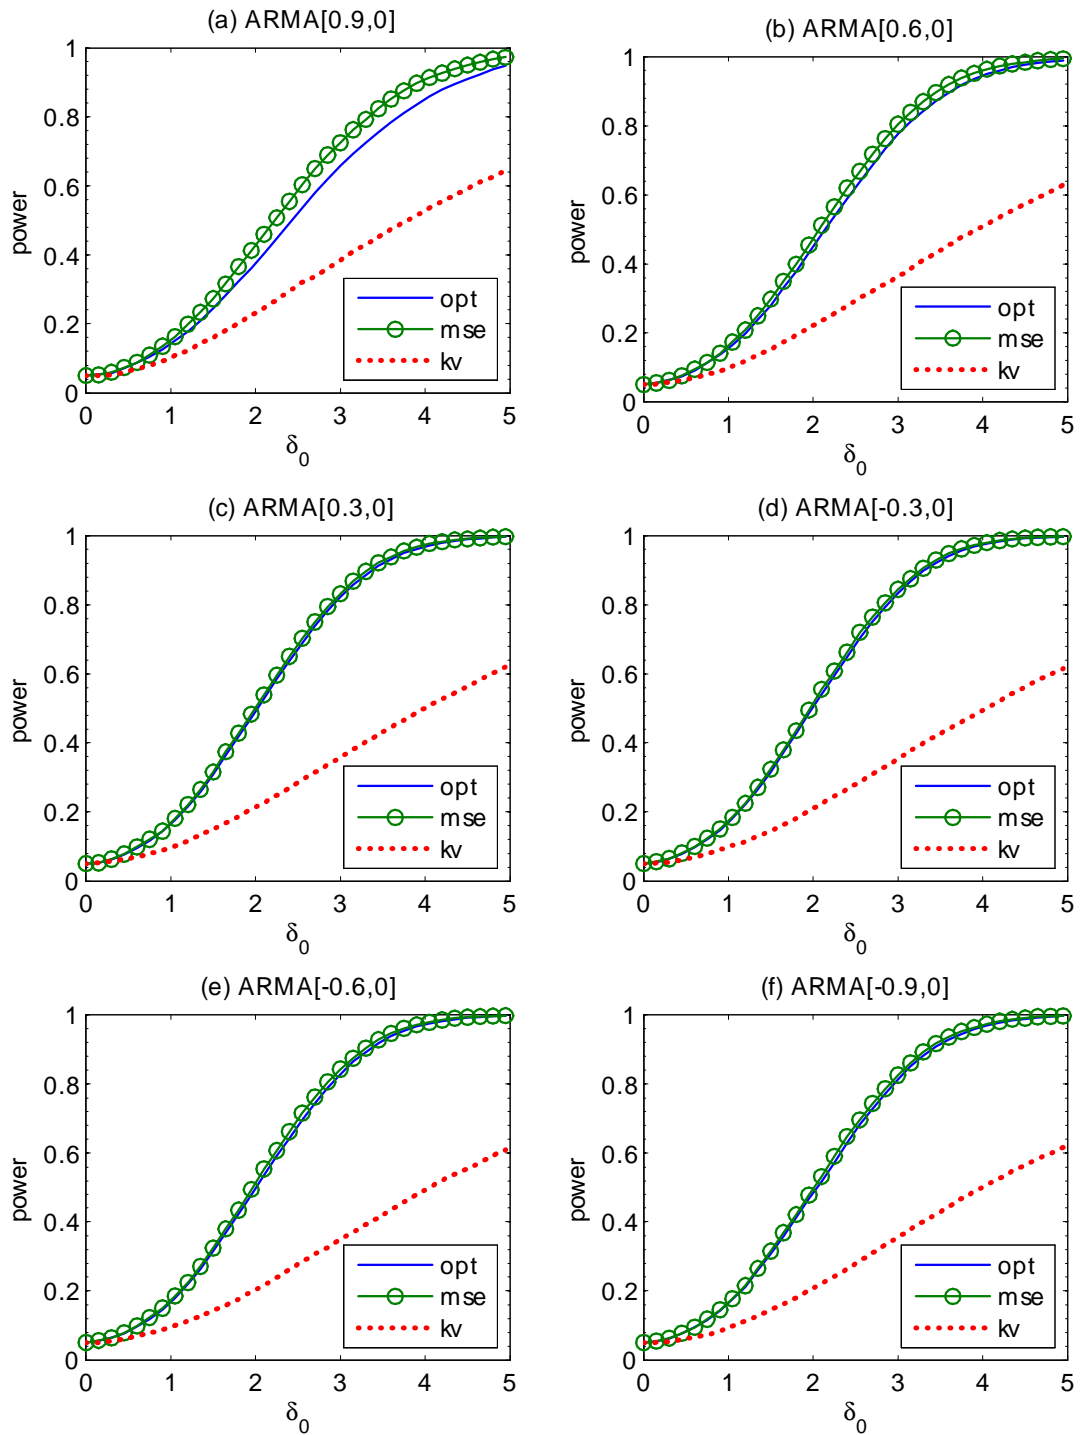 (a) ARMA[0.9,0]
power
1
0.8
0.6
0.4
0.2
0
0 1 2 3 4 5
δ0
opt
mse
kv
(b) ARMA[0.6,0]
power
1
0.8
0.6
0.4
0.2
0
0 1 2 3 4 5
δ0
opt
mse
kv
(c) ARMA[0.3,0]
power
1
0.8
0.6
0.4
0.2
0
0 1 2 3 4 5
δ0
opt
mse
kv
(d) ARMA[-0.3,0]
power
1
0.8
0.6
0.4
0.2
0
0 1 2 3 4 5
δ0
opt
mse
kv
(e) ARMA[-0.6,0]
power
1
0.8
0.6
0.4
0.2
0
0 1 2 3 4 5
δ0
opt
mse
kv
(f) ARMA[-0.9,0]
power
1
0.8
0.6
0.4
0.2
0
0 1 2 3 4 5
δ0
opt
mse
kv